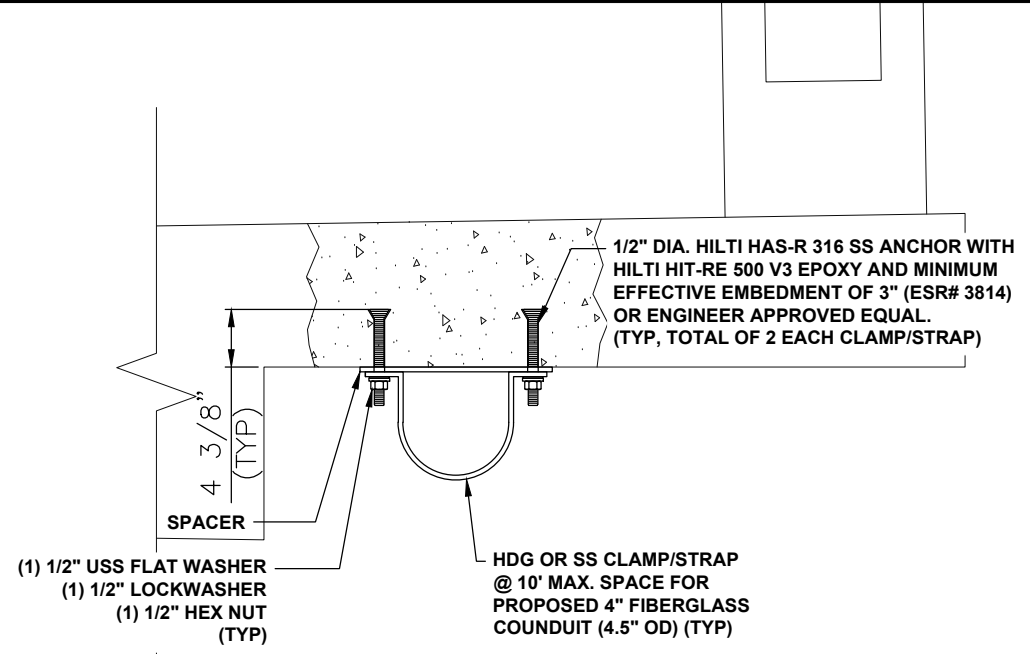 1/2" DIA. HILTI HAS-R 316 SS ANCHOR WITH
HILTI HIT-RE 500 V3 EPOXY AND MINIMUM
EFFECTIVE EMBEDMENT OF 3" (ESR# 3814)
OR ENGINEER APPROVED EQUAL.
(TYP, TOTAL OF 2 EACH CLAMP/STRAP)
4 3/8"
(TYP)
SPACER
(1) 1/2" USS FLAT WASHER
(1) 1/2" LOCKWASHER
(1) 1/2" HEX NUT
(TYP)
HDG OR SS CLAMP/STRAP
@ 10' MAX. SPACE FOR
PROPOSED 4" FIBERGLASS
COUNDUIT (4.5" OD) (TYP)